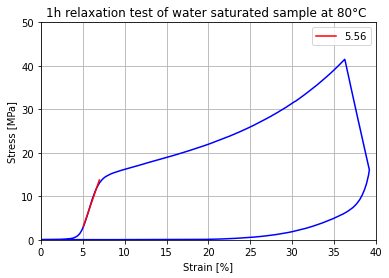 1h relaxation test of water saturated sample at 80°C
5.56
50
40
30
20
10
0
Stress [MPa]
0 5 10 15 20 25 30 35 40
Strain [%]